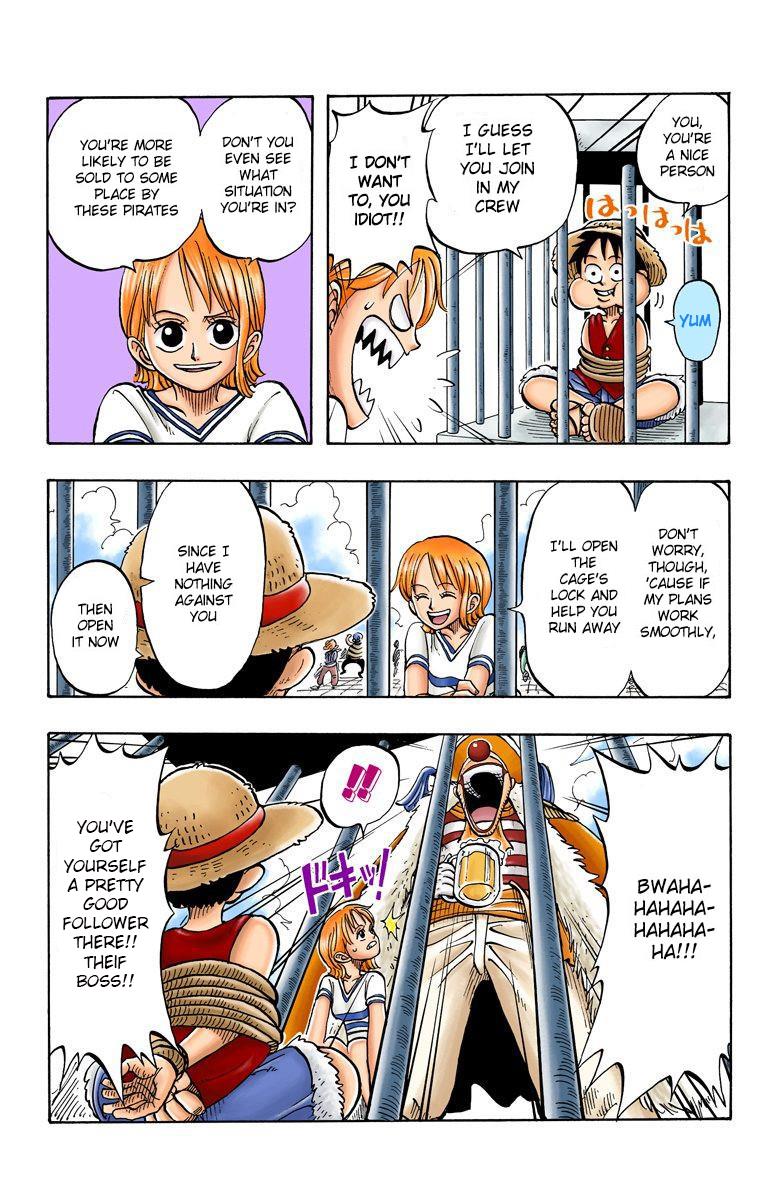 YOU,
YOU'RE
A NICE
PERSON
はっはっは
YUM
I GUESS
I'LL LET
YOU JOIN
IN MY
CREW
I DON'T
WANT
TO, YOU
IDIOT!!
DON'T YOU
EVEN SEE
WHAT
SITUATION
YOU'RE IN?
YOU'RE MORE
LIKELY TO BE
SOLD TO SOME
PLACE BY
THESE PIRATES
DON'T
WORRY,
THOUGH,
'CAUSE IF
MY PLANS
WORK
SMOOTHLY,
I'LL OPEN
THE
CAGE'S
LOCK AND
HELP YOU
RUN AWAY
SINCE I
HAVE
NOTHING
AGAINST
YOU
THEN
OPEN
IT NOW
BWAHA-
HAHAHA-
HAHAHA-
HA!!!
!!
ドキッ!
YOU'VE
GOT
YOURSELF
A PRETTY
GOOD
FOLLOWER
THERE!!
THEIF
BOSS!!